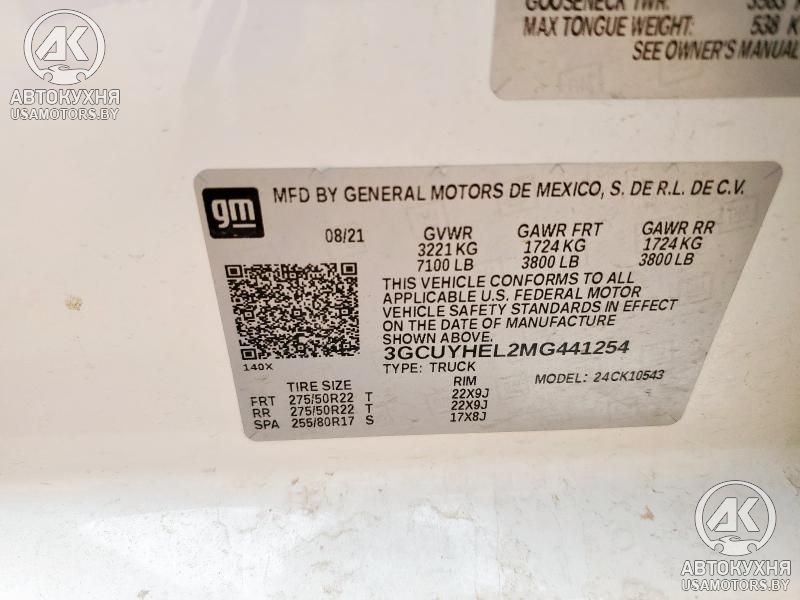 GOOSENECK TWR:
MAX TONGUE WEIGHT: 538 K
SEE OWNER'S MANUAL
AK
АВТОКУХНЯ
USAMOTORS.BY
gm
MFD BY GENERAL MOTORS DE MEXICO, S. DE R.L. DE C.V.
08/21
GVWR GAWR FRT GAWR RR
3221 KG 1724 KG 1724 KG
7100 LB 3800 LB 3800 LB
THIS VEHICLE CONFORMS TO ALL
APPLICABLE U.S. FEDERAL MOTOR
VEHICLE SAFETY STANDARDS IN EFFECT
ON THE DATE OF MANUFACTURE
SHOWN ABOVE.
3GCUYHEL2MG441254
140X
TYPE: TRUCK MODEL: 24CK10543
TIRE SIZE RIM
FRT 275/50R22 T 22X9J
RR 275/50R22 T 22X9J
SPA 255/80R17 S 17X8J
AK
АВТОКУХНЯ
USAMOTORS.BY